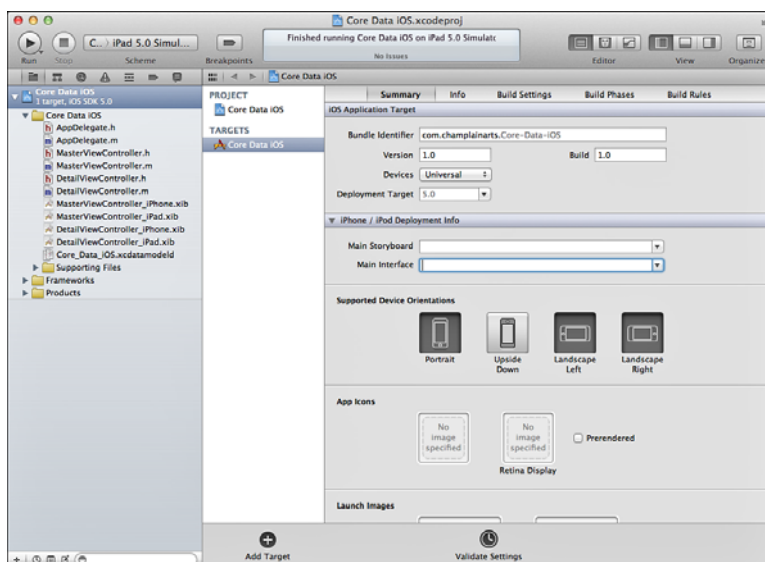 Core Data iOS.xcodeproj
C.. › iPad 5.0 Simul...
Finished running Core Data iOS on iPad 5.0 Simulato
No Issues
Run
Stop
Scheme
Breakpoints
Editor
View
Organize
Core Data iOS
Core Data iOS
1 target, iOS SDK 5.0
Core Data iOS
AppDelegate.h
AppDelegate.m
MasterViewController.h
MasterViewController.m
DetailViewController.h
DetailViewController.m
MasterViewController_iPhone.xib
MasterViewController_iPad.xib
DetailViewController_iPhone.xib
DetailViewController_iPad.xib
Core_Data_iOS.xcdatamodeld
Supporting Files
Frameworks
Products
PROJECT
Core Data iOS
TARGETS
Core Data iOS
Summary
Info
Build Settings
Build Phases
Build Rules
iOS Application Target
Bundle Identifier com.champlainarts.Core-Data-iOS
Version 1.0
Build 1.0
Devices Universal
Deployment Target 5.0
iPhone / iPod Deployment Info
Main Storyboard
Main Interface
Supported Device Orientations
Portrait
Upside
Down
Landscape
Left
Landscape
Right
App Icons
No
image
specified
No
image
specified
Prerendered
Retina Display
Launch Images
Add Target
Validate Settings